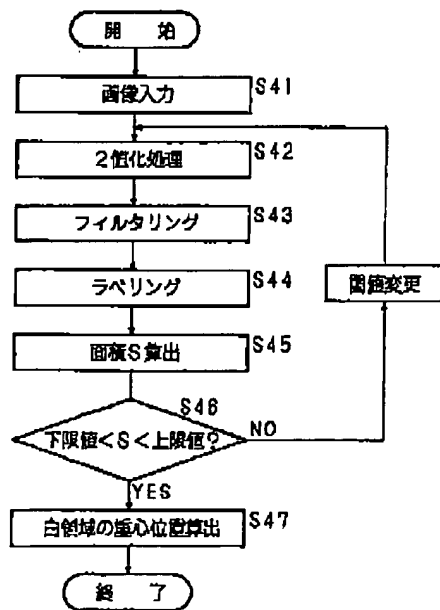 開 始
画像入力 S41
2値化処理 S42
フィルタリング S43
ラベリング S44
閾値変更
面積S算出 S45
S46
下限値<S<上限値? NO
YES
白領域の重心位置算出 S47
終 了